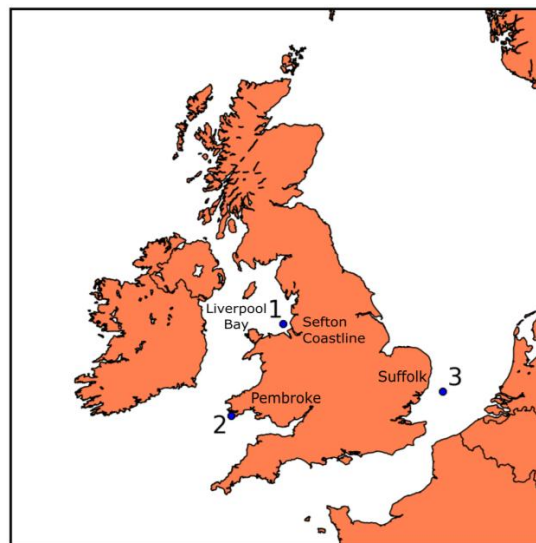 1
Liverpool
Bay
Sefton
Coastline
Suffolk
3
Pembroke
2